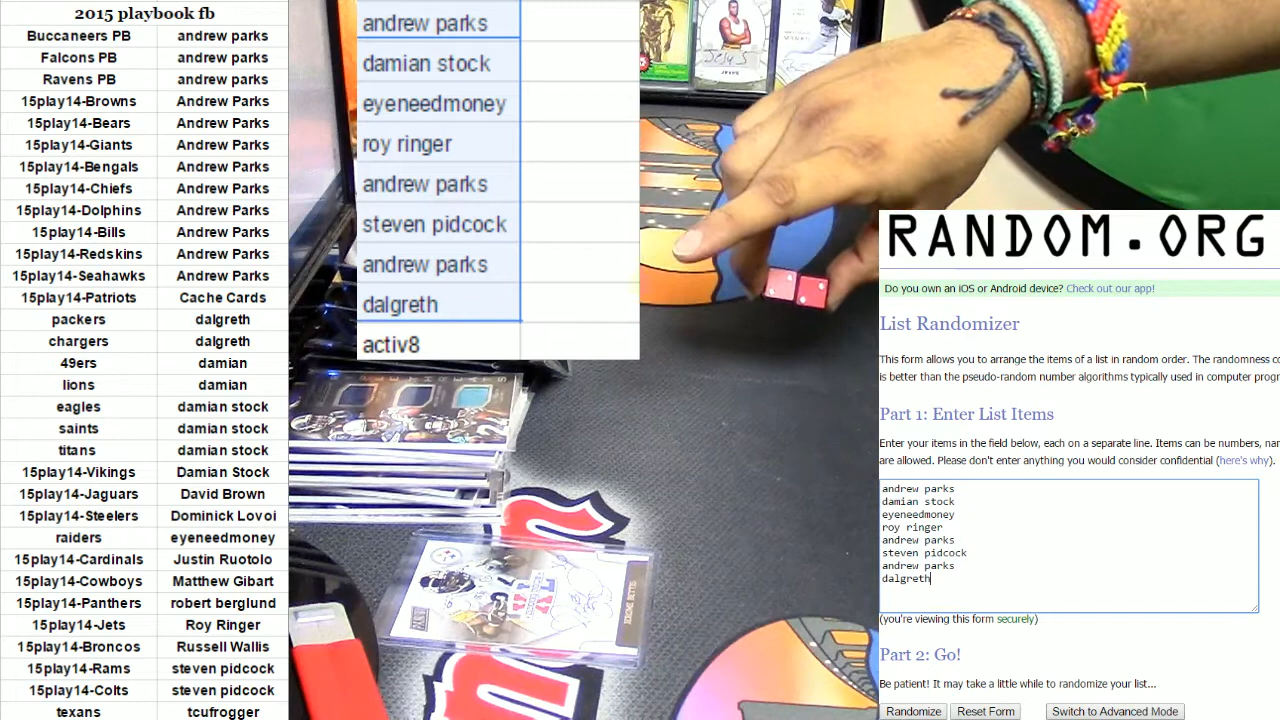 2015 playbook fb
Buccaneers PB andrew parks
Falcons PB andrew parks
Ravens PB andrew parks
15play14-Browns Andrew Parks
15play14-Bears Andrew Parks
15play14-Giants Andrew Parks
15play14-Bengals Andrew Parks
15play14-Chiefs Andrew Parks
15play14-Dolphins Andrew Parks
15play14-Bills Andrew Parks
15play14-Redskins Andrew Parks
15play14-Seahawks Andrew Parks
15play14-Patriots Cache Cards
packers dalgreth
chargers dalgreth
49ers damian
lions damian
eagles damian stock
saints damian stock
titans damian stock
15play14-Vikings Damian Stock
15play14-Jaguars David Brown
15play14-Steelers Dominick Lovoi
raiders eyeneedmoney
15play14-Cardinals Justin Ruotolo
15play14-Cowboys Matthew Gibart
15play14-Panthers robert berglund
15play14-Jets Roy Ringer
15play14-Broncos Russell Wallis
15play14-Rams steven pidcock
15play14-Colts steven pidcock
texans tcufrogger
andrew parks
damian stock
eyeneedmoney
roy ringer
andrew parks
steven pidcock
andrew parks
dalgreth
activ8
JEROME BETTIS
RANDOM.ORG
Do you own an iOS or Android device? Check out our app!
List Randomizer
This form allows you to arrange the items of a list in random order. The randomness
is better than the pseudo-random number algorithms typically used in computer
Part 1: Enter List Items
Enter your items in the field below, each on a separate line. Items can be numbers,
are allowed. Please don't enter anything you would consider confidential (here's why).
andrew parks
damian stock
eyeneedmoney
roy ringer
andrew parks
steven pidcock
andrew parks
dalgreth
(you're viewing this form securely)
Part 2: Go!
Be patient! It may take a little while to randomize your list...
Randomize Reset Form Switch to Advanced Mode